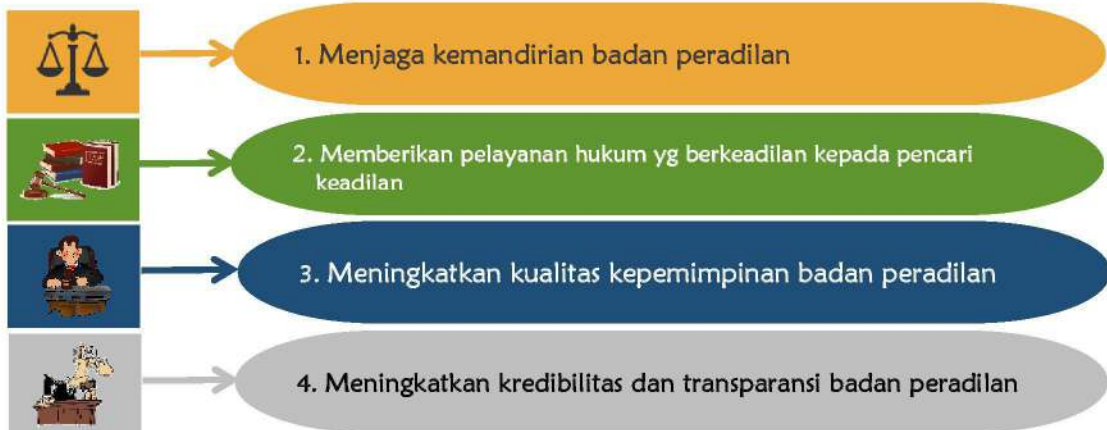 1. Menjaga kemandirian badan peradilan
2. Memberikan pelayanan hukum yg berkeadilan kepada pencari
keadilan
3. Meningkatkan kualitas kepemimpinan badan peradilan
4. Meningkatkan kredibilitas dan transparansi badan peradilan